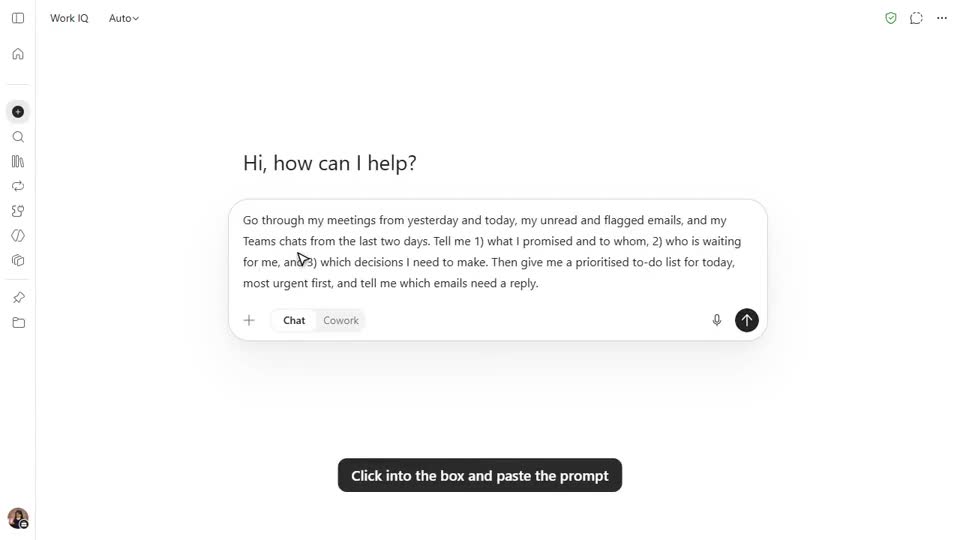 Work IQ
Auto
Hi, how can I help?
Go through my meetings from yesterday and today, my unread and flagged emails, and my
Teams chats from the last two days. Tell me 1) what I promised and to whom, 2) who is waiting
for me, and 3) which decisions I need to make. Then give me a prioritised to-do list for today,
most urgent first, and tell me which emails need a reply.
Chat
Cowork
Click into the box and paste the prompt